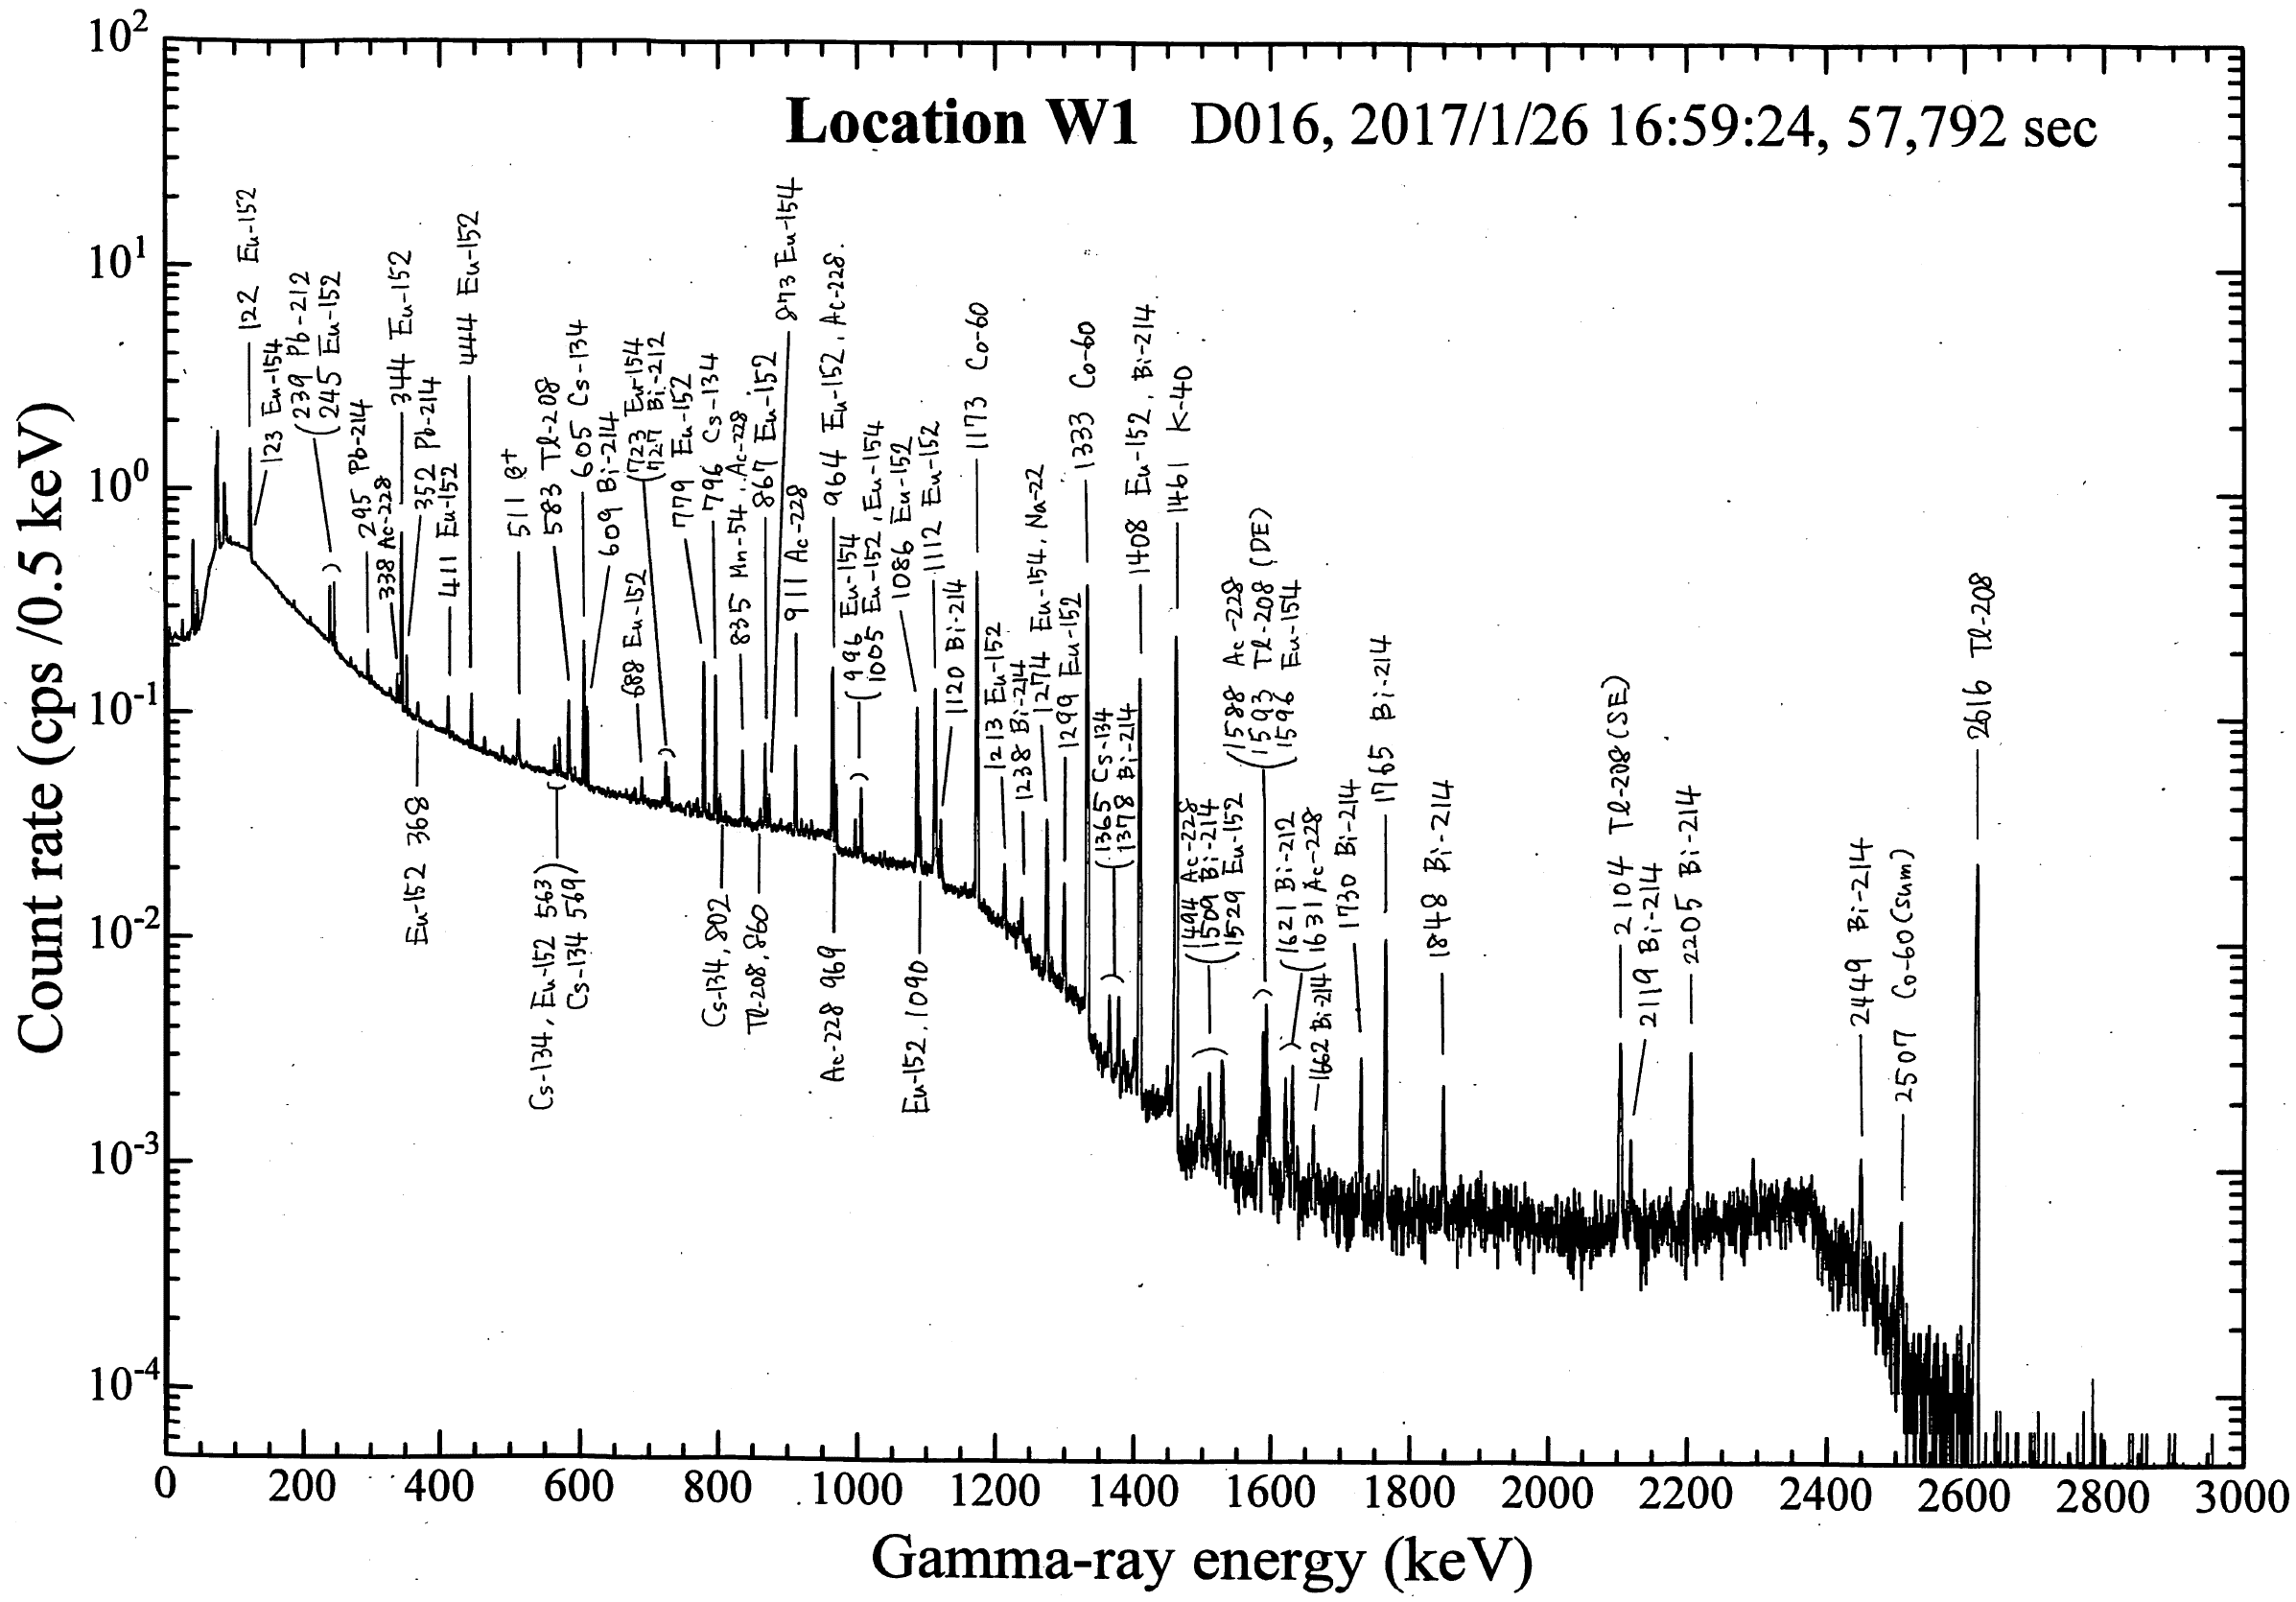 Location W1 D016, 2017/1/26 16:59:24, 57,792 sec
Count rate (cps /0.5 keV)
10²
10¹
10⁰
10⁻¹
10⁻²
10⁻³
10⁻⁴
122 Eu-152
123 Eu-154
(239 Pb-212
(245 Eu-152
)
295 Pb-214
338 Ac-228
344 Eu-152
352 Pb-214
411 Eu-152
444 Eu-152
511 β+
583 Tl-208
605 Cs-134
609 Bi-214
688 Eu-152
(723 Eu-154
(727 Bi-212
)
779 Eu-152
796 Cs-134
835 Mn-54, Ac-228
867 Eu-152
873 Eu-154
911 Ac-228
964 Eu-152, Ac-228.
(996 Eu-154
1005 Eu-152, Eu-154
)
1086 Eu-152
1112 Eu-152
1120 Bi-214
1173 Co-60
1213 Eu-152
1238 Bi-214
1274 Eu-154, Na-22
1299 Eu-152
1333 Co-60
(1365 Cs-134
1378 Bi-214
)
1408 Eu-152, Bi-214
1461 K-40
(1494 Ac-228
1509 Bi-214
1529 Eu-152
)
(1588 Ac-228
1593 Tl-208 (DE)
1596 Eu-154
)
(1621 Bi-212
(1631 Ac-228
)
1662 Bi-214
1730 Bi-214
1765 Bi-214
1848 Bi-214
2104 Tl-208(SE)
2119 Bi-214
2205 Bi-214
2449 Bi-214
2507 Co-60(sum)
2616 Tl-208
Eu-152 368
Cs-134, Eu-152 563)
Cs-134 569)
Cs-134, 802
Tl-208, 860
Ac-228 969
Eu-152, 1090
0 200 400 600 800 1000 1200 1400 1600 1800 2000 2200 2400 2600 2800 3000
Gamma-ray energy (keV)